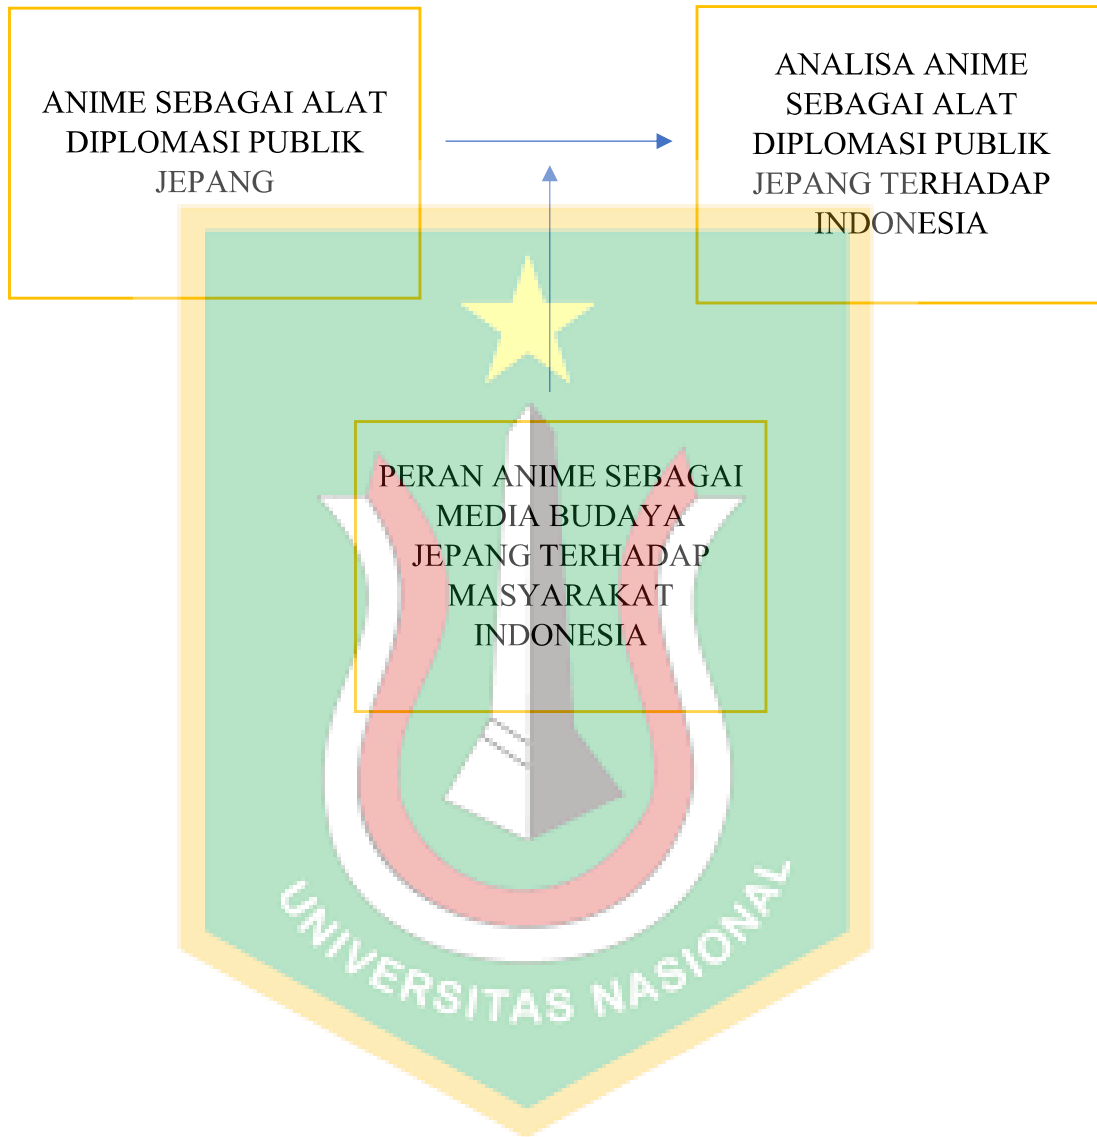 ANIME SEBAGAI ALAT
DIPLOMASI PUBLIK
JEPANG
ANALISA ANIME
SEBAGAI ALAT
DIPLOMASI PUBLIK
JEPANG TERHADAP
INDONESIA
PERAN ANIME SEBAGAI
MEDIA BUDAYA
JEPANG TERHADAP
MASYARAKAT
INDONESIA
UNIVERSITAS NASIONAL